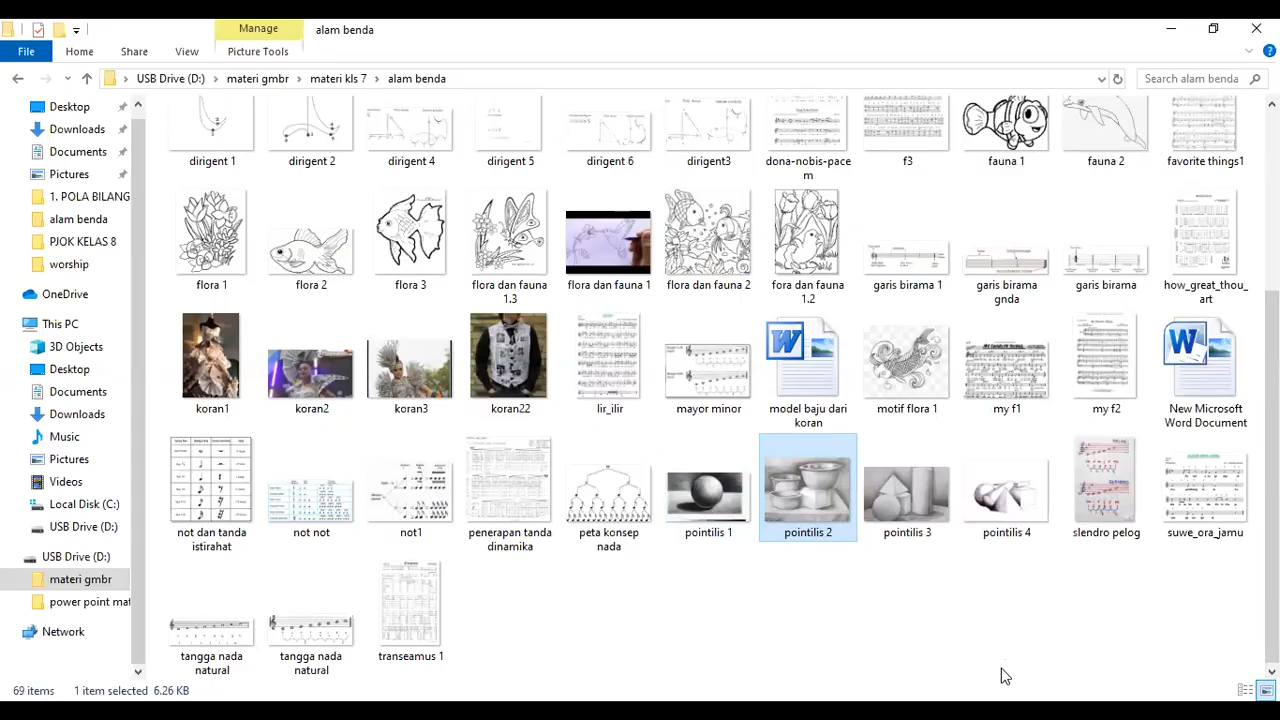 Manage
alam benda
File
Home
Share
View
Picture Tools
USB Drive (D:)
materi gmbr
materi kls 7
alam benda
Search alam benda
Desktop
Downloads
Documents
Pictures
1. POLA BILANG
alam benda
PJOK KELAS 8
worship
OneDrive
This PC
3D Objects
Desktop
Documents
Downloads
Music
Pictures
Videos
Local Disk (C:)
USB Drive (D:)
USB Drive (D:)
materi gmbr
power point mat
Network
dirigent 1
dirigent 2
dirigent 4
dirigent 5
dirigent 6
dirigent3
dona-nobis-pace
m
f3
fauna 1
fauna 2
favorite things1
flora 1
flora 2
flora 3
flora dan fauna
1.3
flora dan fauna 1
flora dan fauna 2
fora dan fauna
1.2
garis birama 1
garis birama
gnda
garis birama
how_great_thou_
art
koran1
koran2
koran3
koran22
lir_ilir
mayor minor
model baju dari
koran
motif flora 1
my f1
my f2
New Microsoft
Word Document
not dan tanda
istirahat
not not
not1
penerapan tanda
dinamika
peta konsep
nada
pointilis 1
pointilis 2
pointilis 3
pointilis 4
slendro pelog
suwe_ora_jamu
tangga nada
natural
tangga nada
natural
transeamus 1
69 items
1 item selected 6.26 KB